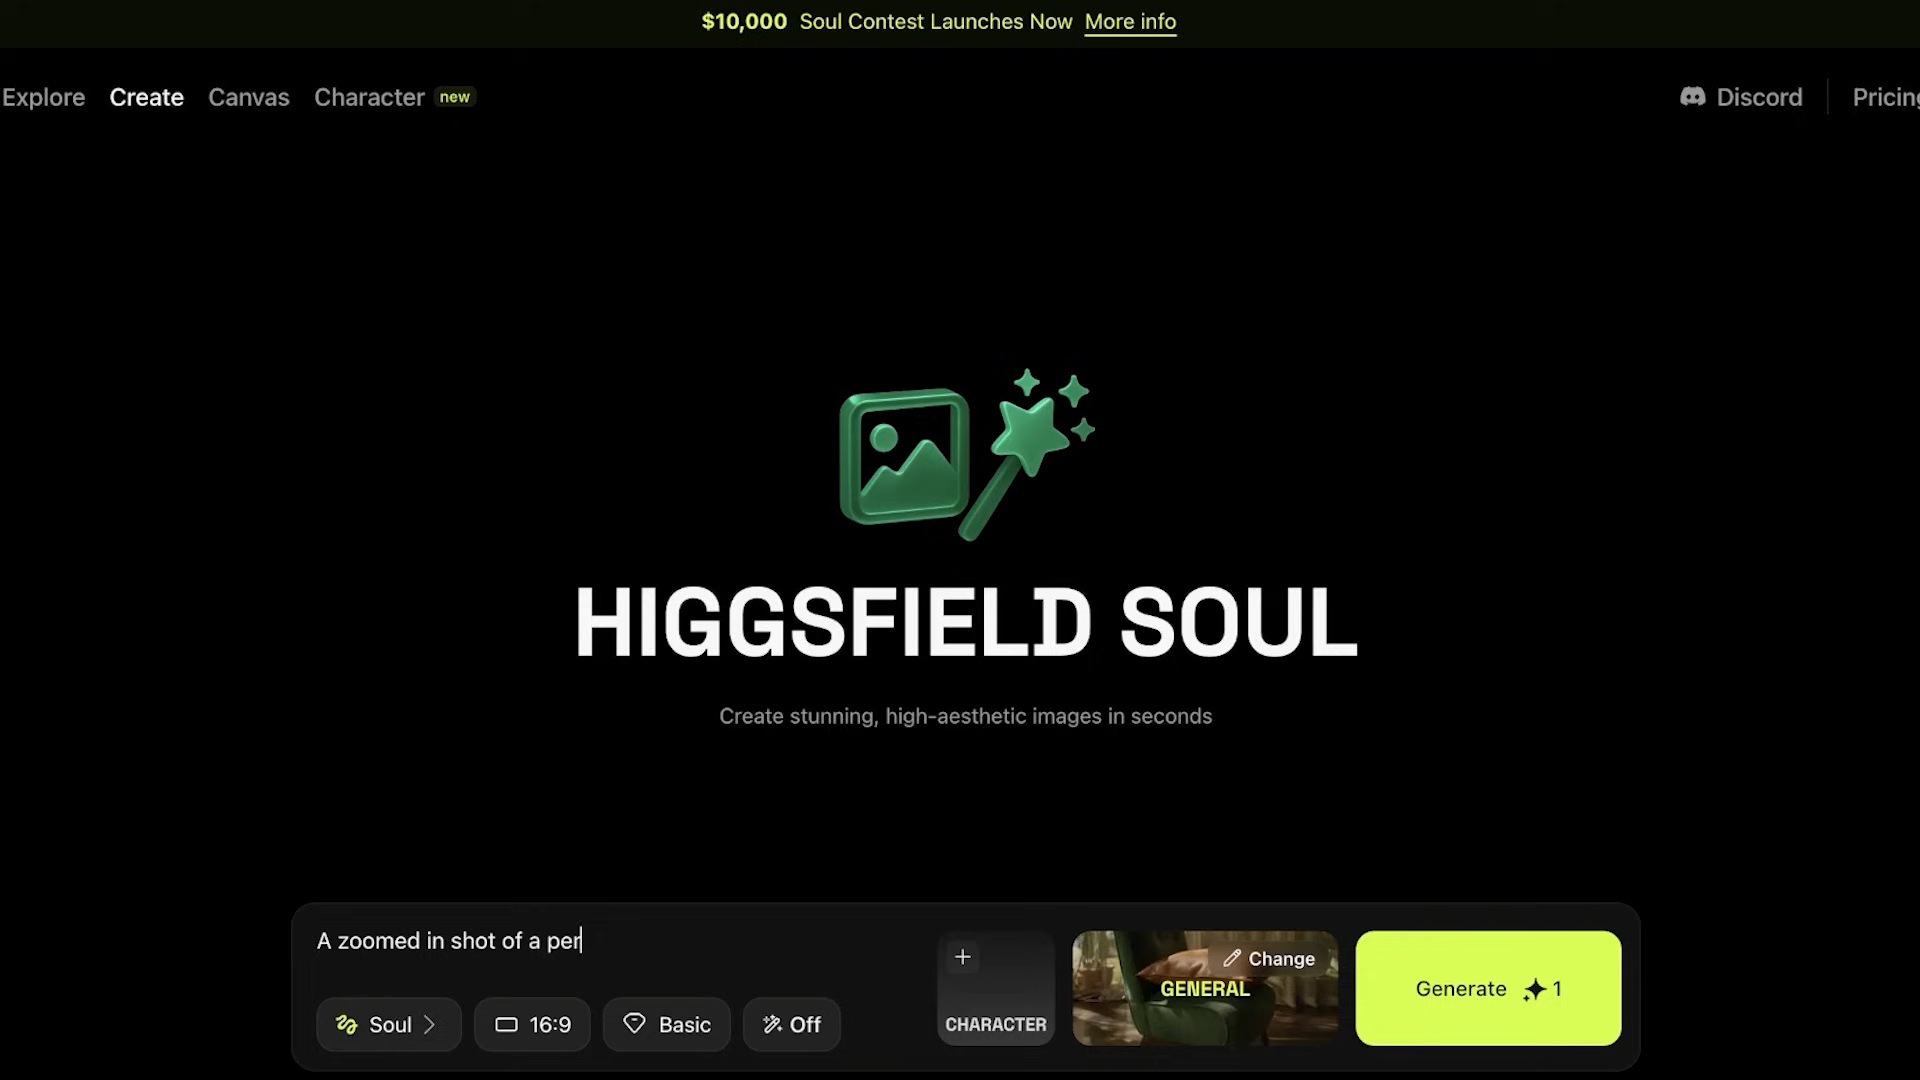 $10,000 Soul Contest Launches Now More info
Explore Create Canvas Character new
Discord Pricing
HIGGSFIELD SOUL
Create stunning, high-aesthetic images in seconds
A zoomed in shot of a per
Soul 16:9 Basic Off
CHARACTER
Change
GENERAL
Generate 1